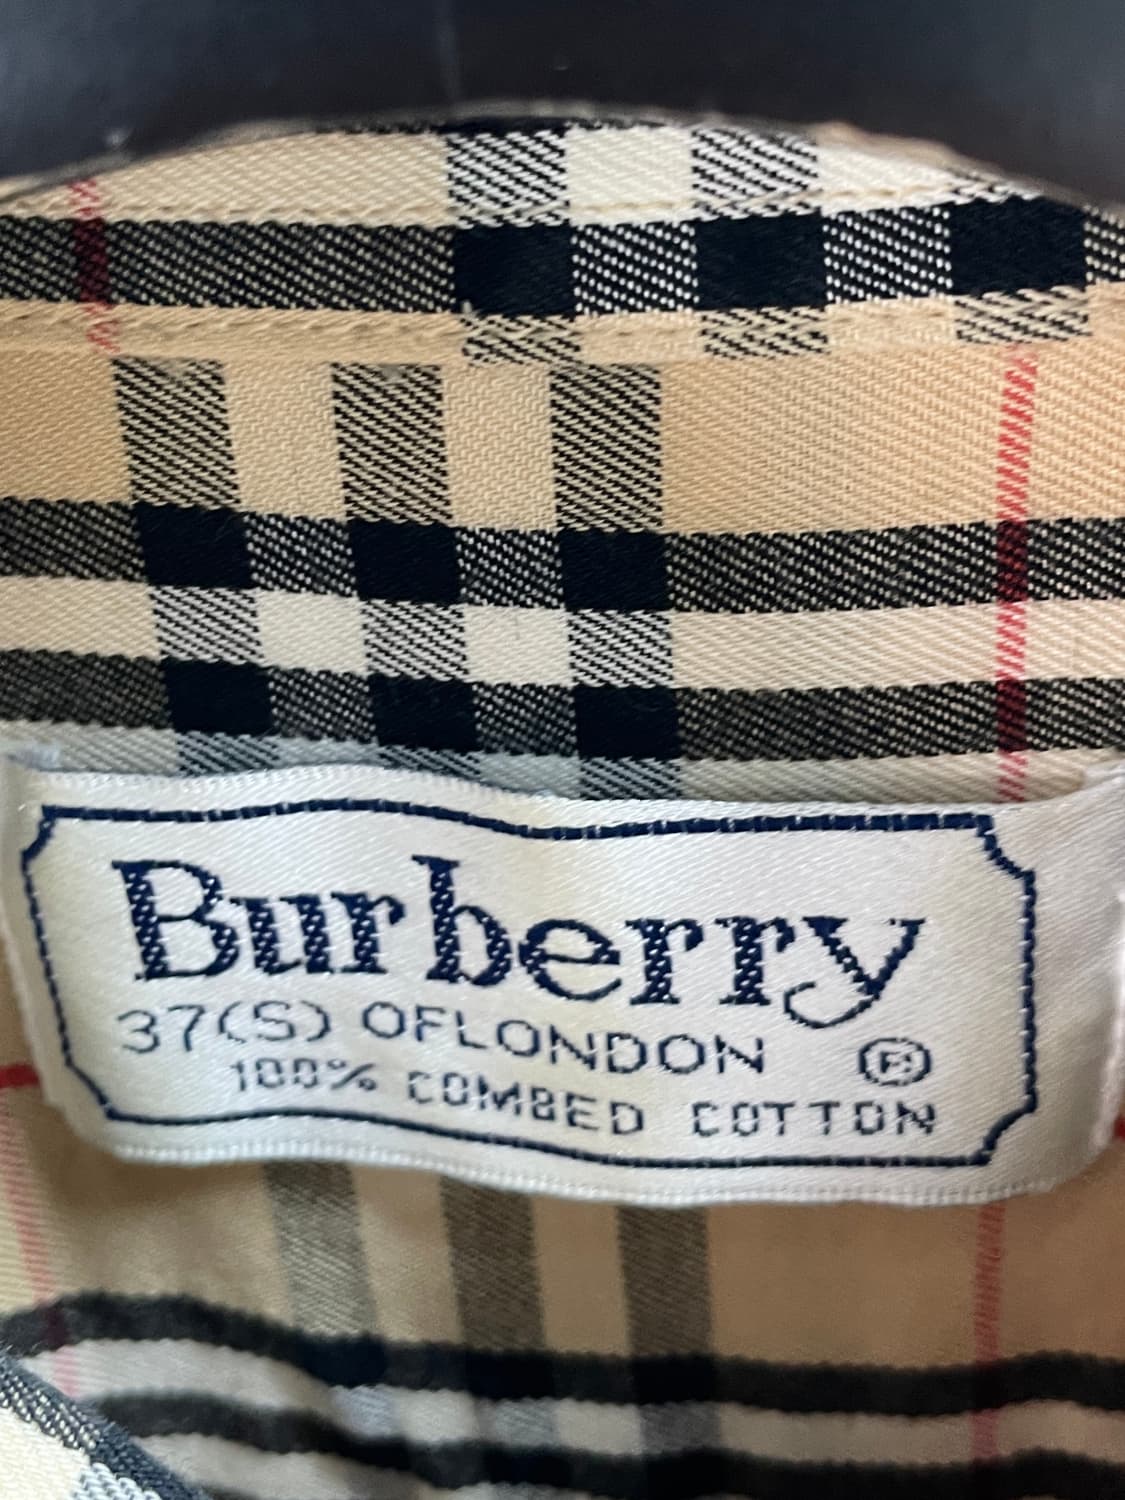 Burberry
37(S) OFLONDON ®
100% COMBED COTTON